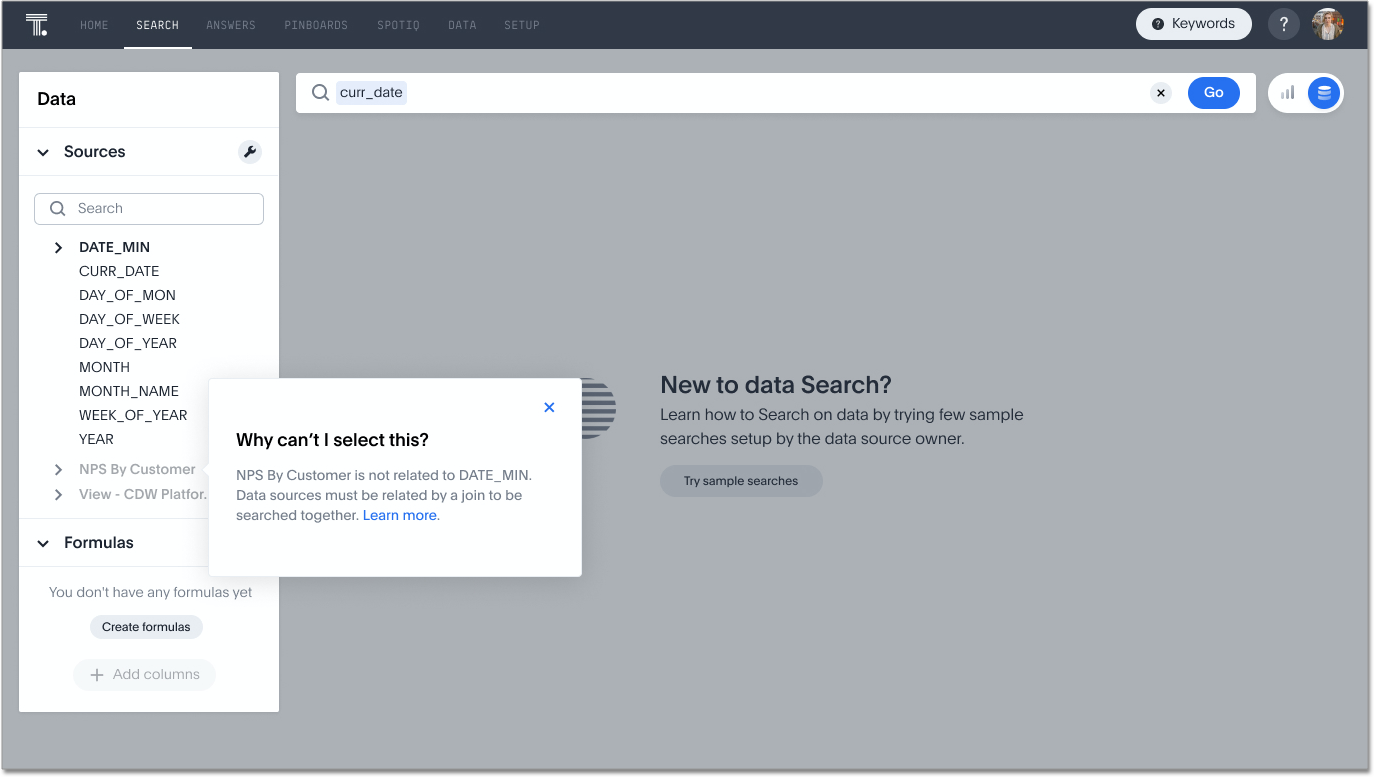 HOME SEARCH ANSWERS PINBOARDS SPOTIQ DATA SETUP
? Keywords ?
Data
curr_date
Go
Sources
Search
DATE_MIN
CURR_DATE
DAY_OF_MON
DAY_OF_WEEK
DAY_OF_YEAR
MONTH
MONTH_NAME
WEEK_OF_YEAR
YEAR
NPS By Customer
View - CDW Platfor.
Why can’t I select this?
NPS By Customer is not related to DATE_MIN.
Data sources must be related by a join to be
searched together. Learn more.
New to data Search?
Learn how to Search on data by trying few sample
searches setup by the data source owner.
Try sample searches
Formulas
You don't have any formulas yet
Create formulas
Add columns